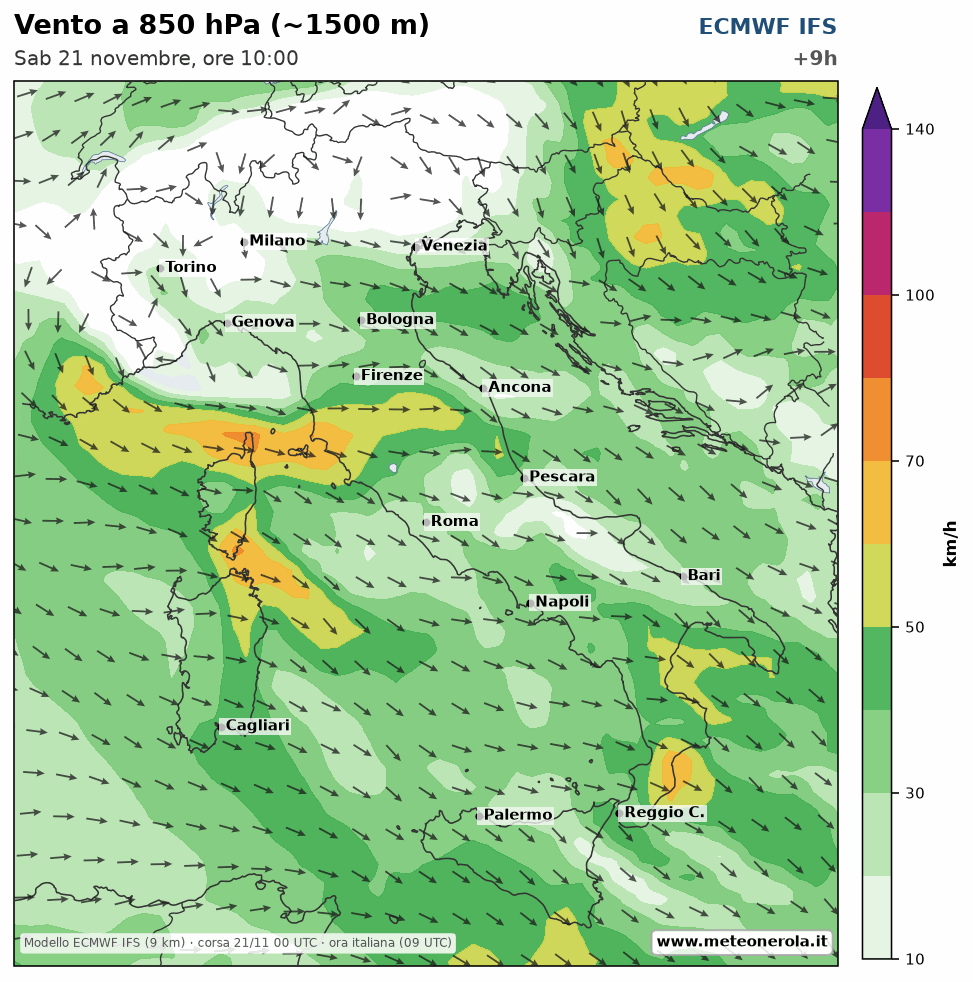 Vento a 850 hPa (~1500 m)
ECMWF IFS
Sab 21 novembre, ore 10:00
+9h
Milano
Venezia
Torino
Genova
Bologna
Firenze
Ancona
Pescara
Roma
Bari
Napoli
Cagliari
Palermo
Reggio C.
140
100
70
50
30
10
km/h
Modello ECMWF IFS (9 km) · corsa 21/11 00 UTC · ora italiana (09 UTC)
www.meteonerola.it